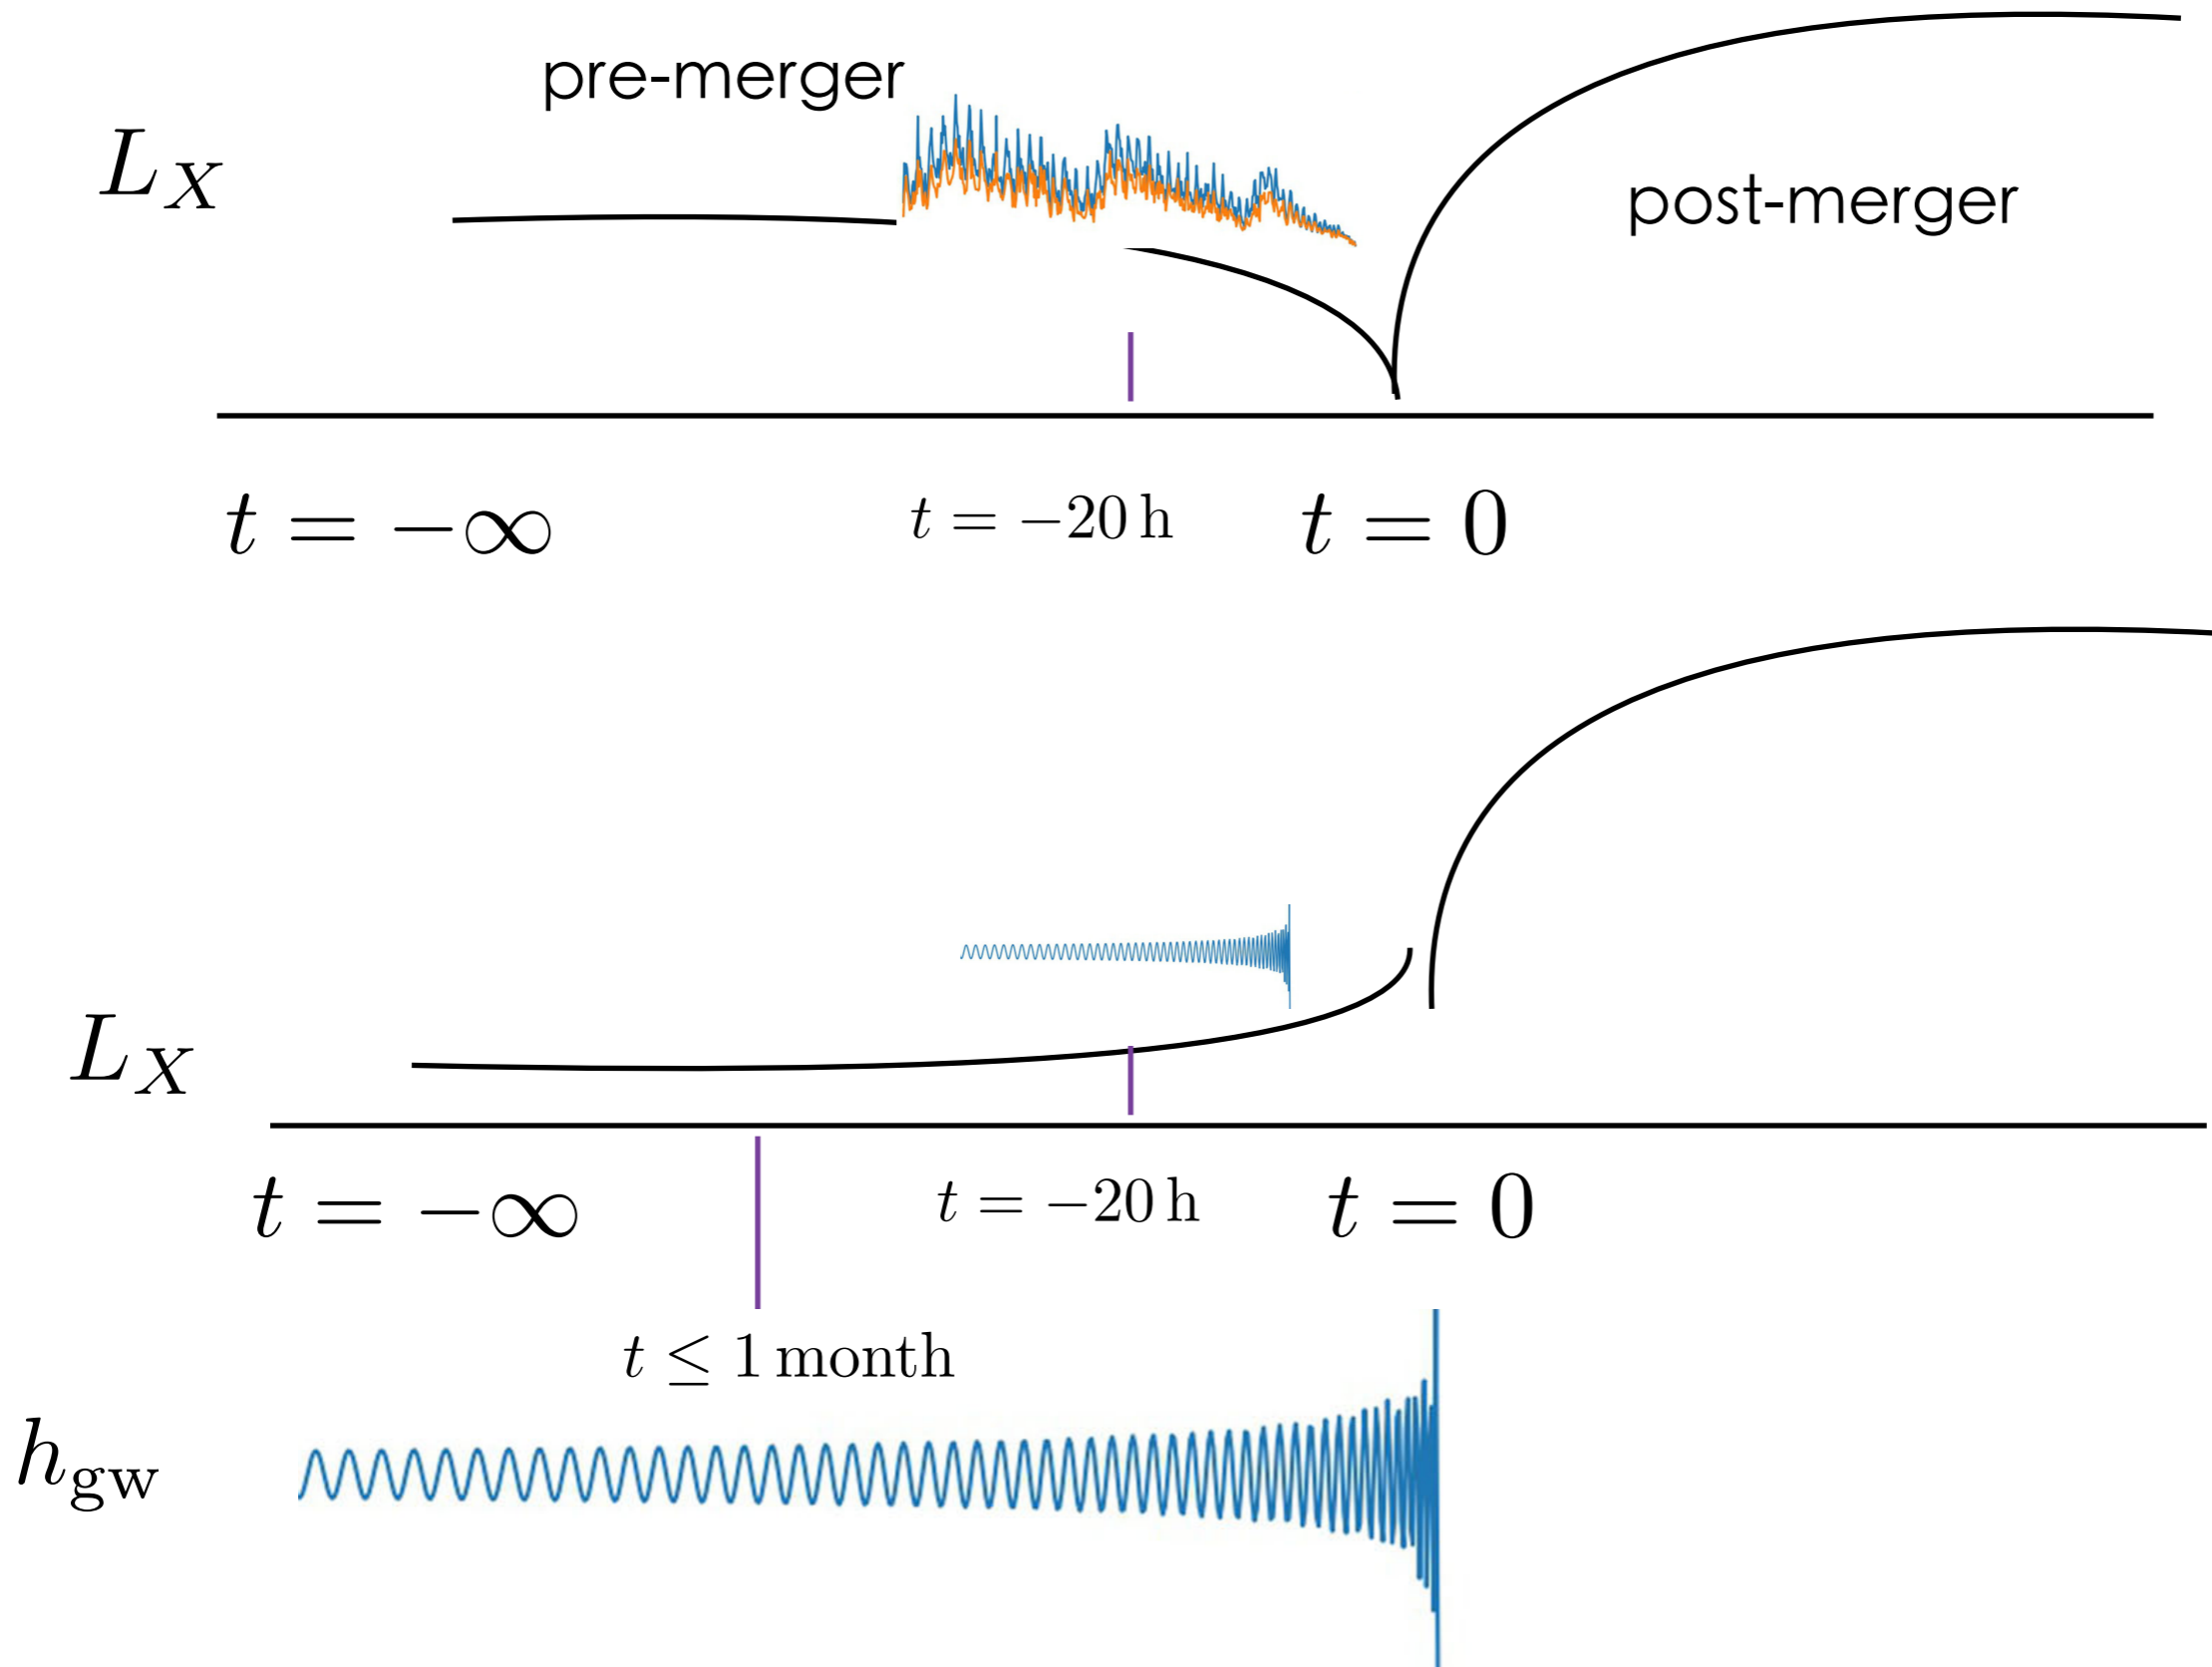 pre-merger
L_X
post-merger
t = −∞
t = −20 h
t = 0
L_X
t = −∞
t = −20 h
t = 0
t ≤ 1 month
h_gw